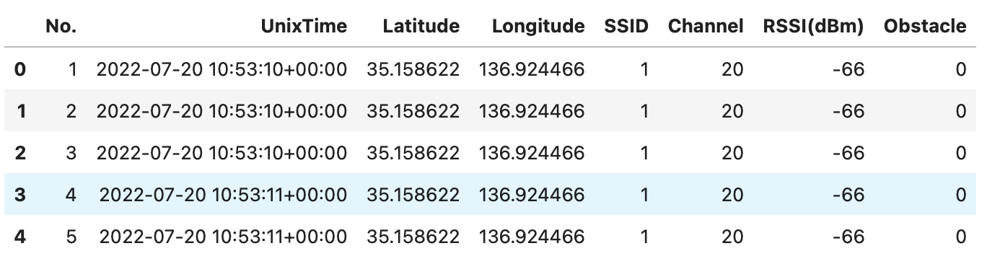 No. UnixTime Latitude Longitude SSID Channel RSSI(dBm) Obstacle
0 1 2022-07-20 10:53:10+00:00 35.158622 136.924466 1 20 -66 0
1 2 2022-07-20 10:53:10+00:00 35.158622 136.924466 1 20 -66 0
2 3 2022-07-20 10:53:10+00:00 35.158622 136.924466 1 20 -66 0
3 4 2022-07-20 10:53:11+00:00 35.158622 136.924466 1 20 -66 0
4 5 2022-07-20 10:53:11+00:00 35.158622 136.924466 1 20 -66 0